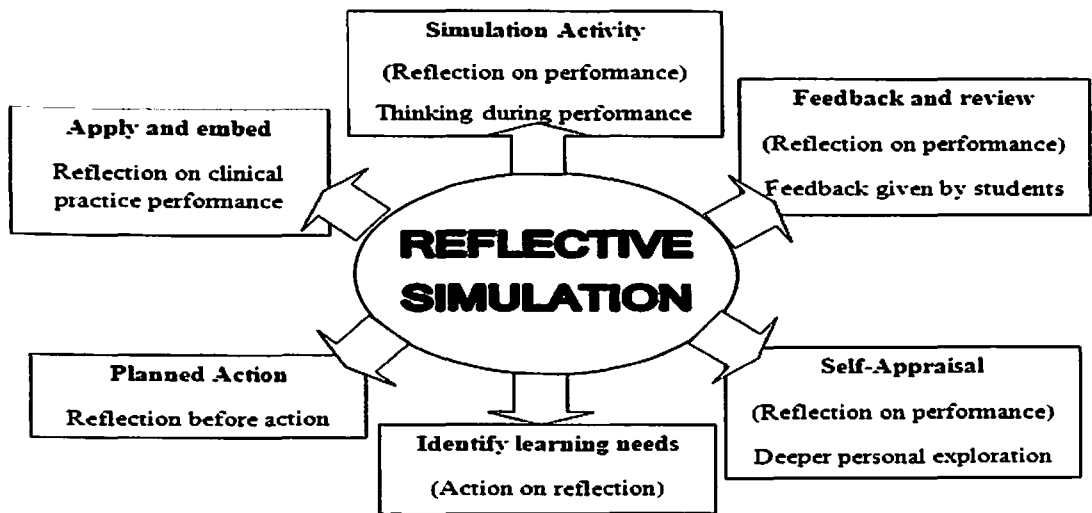 Simulation Activity
(Reflection on performance)
Thinking during performance
Feedback and review
(Reflection on performance)
Feedback given by students
Apply and embed
Reflection on clinical
practice performance
REFLECTIVE
SIMULATION
Planned Action
Reflection before action
Identify learning needs
(Action on reflection)
Self-Appraisal
(Reflection on performance)
Deeper personal exploration